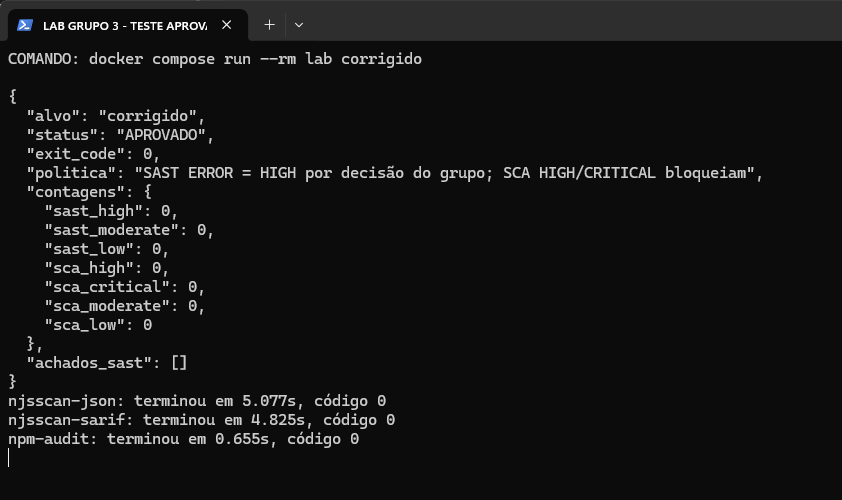 LAB GRUPO 3 - TESTE APROV
COMANDO: docker compose run --rm lab corrigido
{
  "alvo": "corrigido",
  "status": "APROVADO",
  "exit_code": 0,
  "politica": "SAST ERROR = HIGH por decisão do grupo; SCA HIGH/CRITICAL bloqueiam",
  "contagens": {
    "sast_high": 0,
    "sast_moderate": 0,
    "sast_low": 0,
    "sca_high": 0,
    "sca_critical": 0,
    "sca_moderate": 0,
    "sca_low": 0
  },
  "achados_sast": []
}
njsscan-json: terminou em 5.077s, código 0
njsscan-sarif: terminou em 4.825s, código 0
npm-audit: terminou em 0.655s, código 0